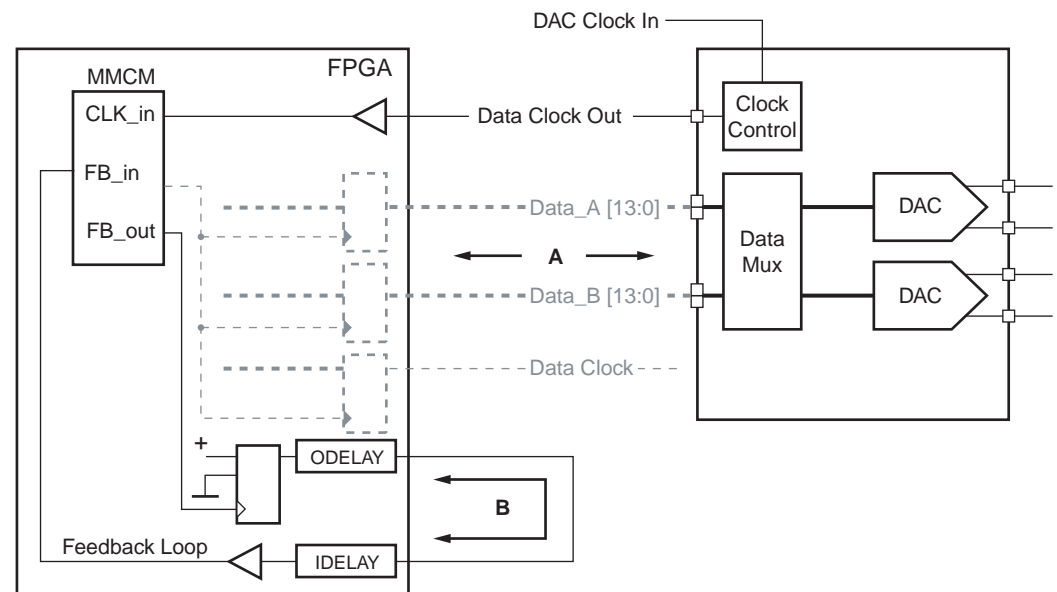 DAC Clock In
FPGA
MMCM
CLK_in
FB_in
FB_out
Data Clock Out
Clock
Control
Data_A [13:0]
A
Data_B [13:0]
Data Clock
Data
Mux
DAC
DAC
+
ODELAY
B
Feedback Loop
IDELAY